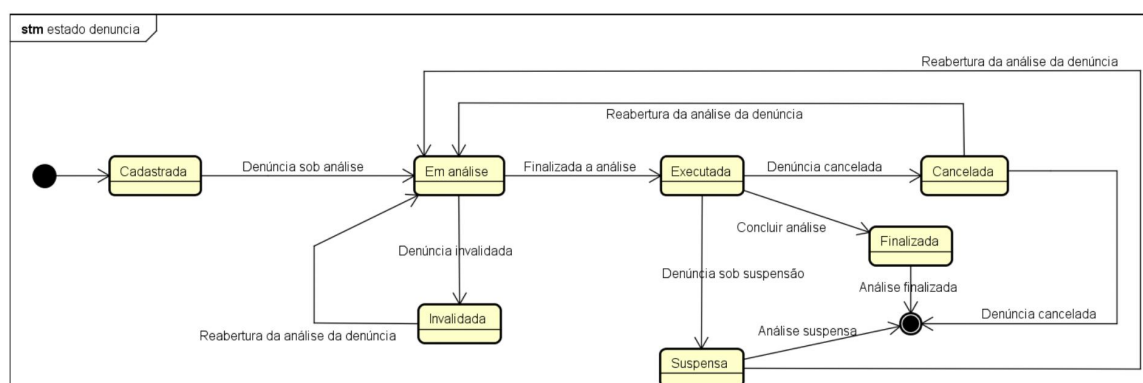 stm estado denuncia
Reabertura da análise da denúncia
Reabertura da análise da denúncia
Cadastrada
Denúncia sob análise
Em análise
Finalizada a análise
Executada
Denúncia cancelada
Cancelada
Concluir análise
Finalizada
Denúncia invalidada
Denúncia sob suspensão
Análise finalizada
Invalidada
Denúncia cancelada
Reabertura da análise da denúncia
Análise suspensa
Suspensa